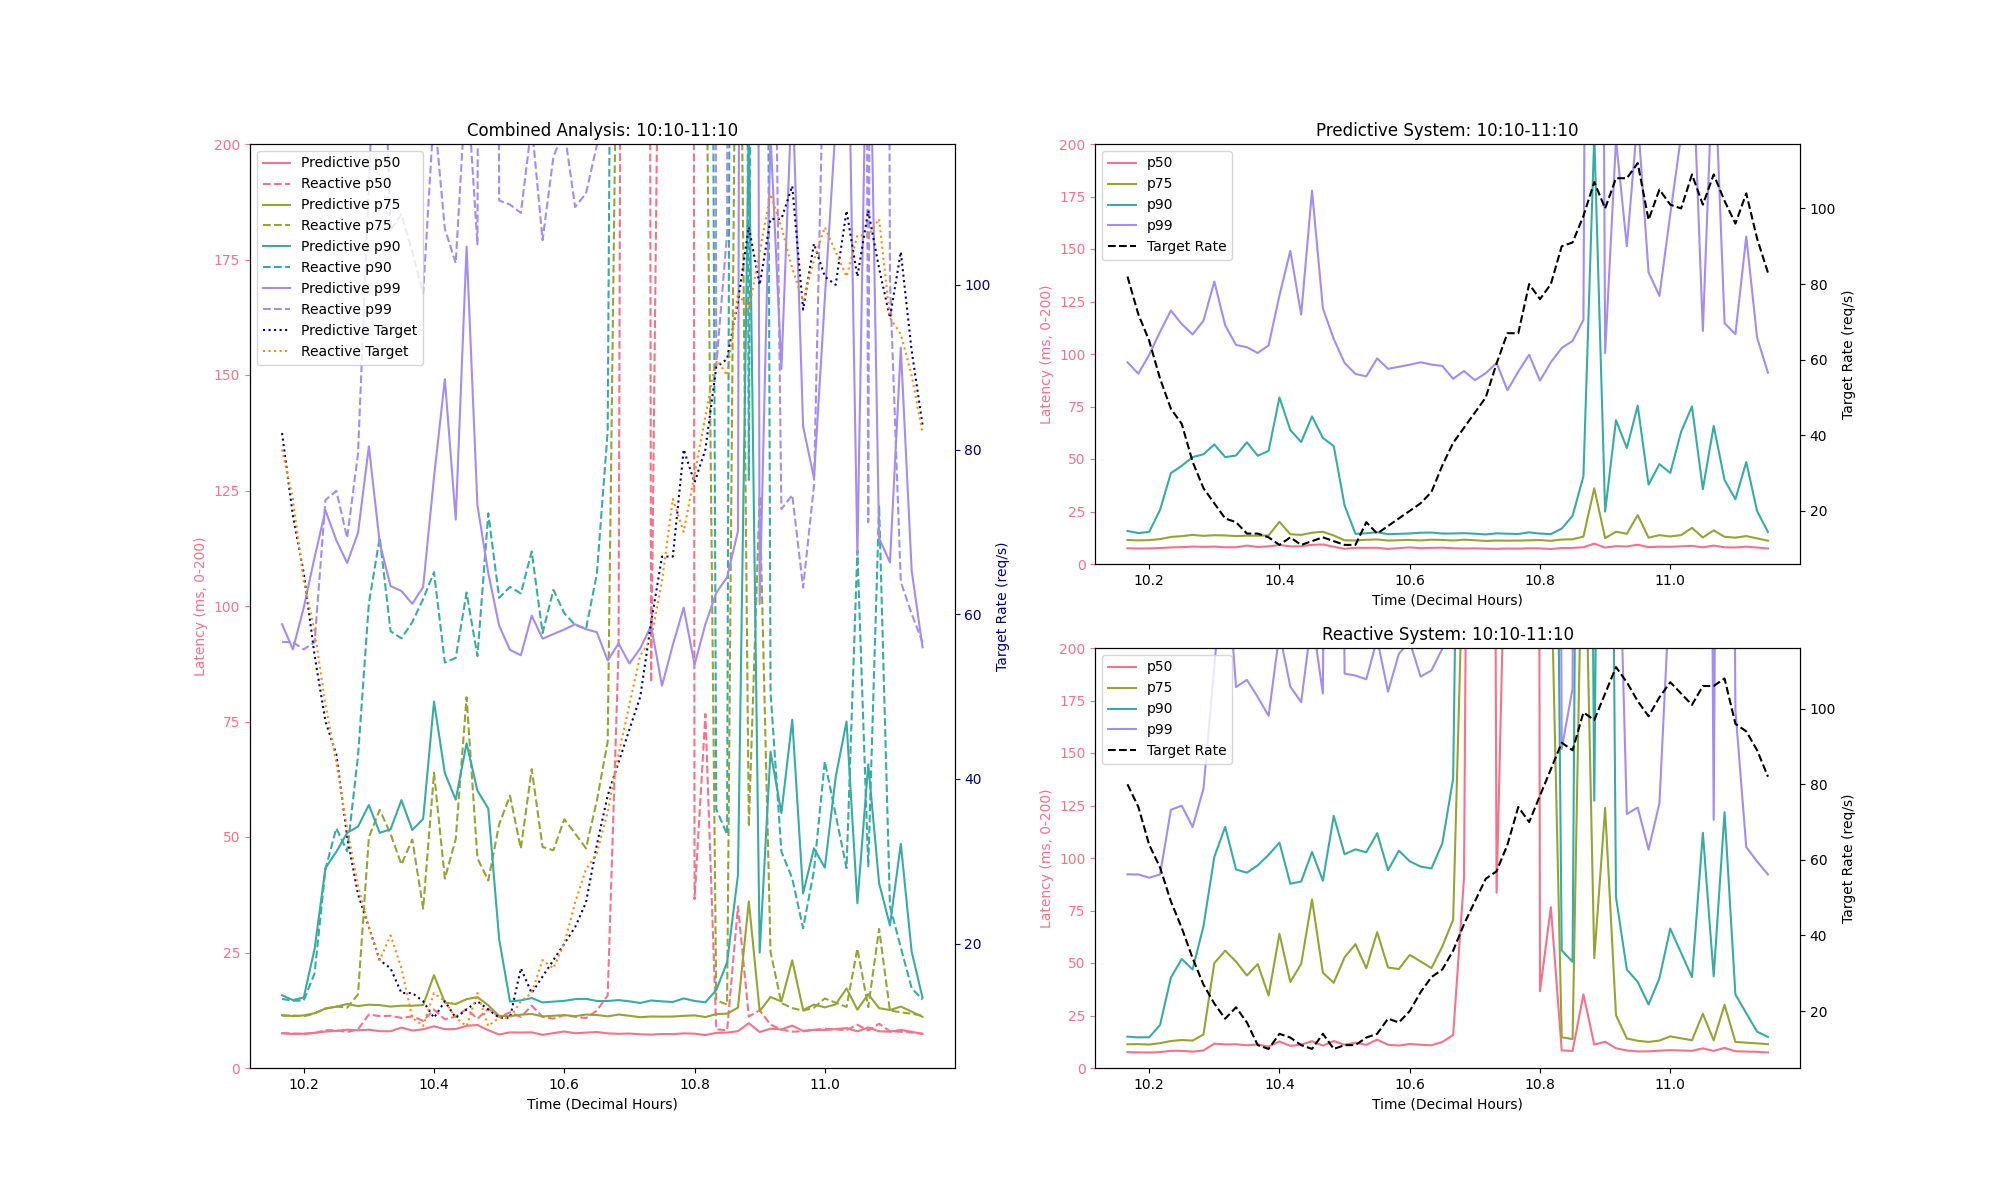 Combined Analysis: 10:10-11:10
200
175
150
125
100
75
50
25
0
Latency (ms, 0-200)
Predictive p50
Reactive p50
Predictive p75
Reactive p75
Predictive p90
Reactive p90
Predictive p99
Reactive p99
Predictive Target
Reactive Target
100
80
60
40
20
Target Rate (req/s)
10.2 10.4 10.6 10.8 11.0
Time (Decimal Hours)
Predictive System: 10:10-11:10
200
175
150
125
100
75
50
25
0
Latency (ms, 0-200)
p50
p75
p90
p99
Target Rate
100
80
60
40
20
Target Rate (req/s)
10.2 10.4 10.6 10.8 11.0
Time (Decimal Hours)
Reactive System: 10:10-11:10
200
175
150
125
100
75
50
25
0
Latency (ms, 0-200)
p50
p75
p90
p99
Target Rate
100
80
60
40
20
Target Rate (req/s)
10.2 10.4 10.6 10.8 11.0
Time (Decimal Hours)